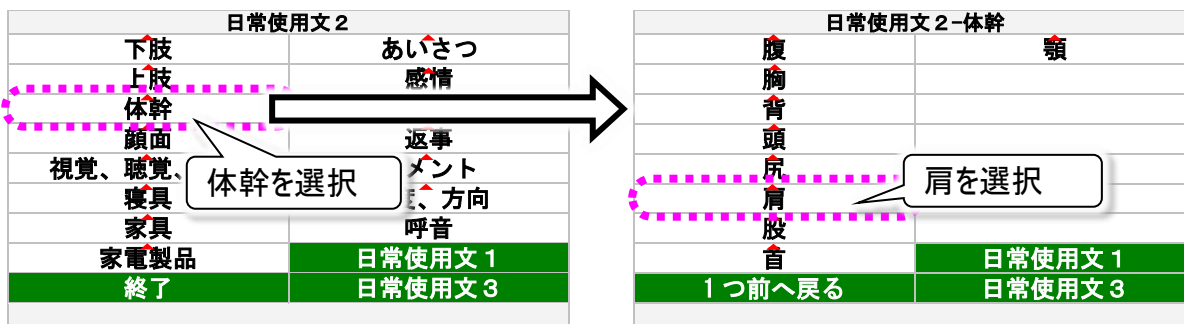 日常使用文２
下肢 あいさつ
上肢 感情
体幹
顔面 返事
視覚、聴覚、 メント
寝具 、方向
家具 呼音
家電製品 日常使用文１
終了 日常使用文３
体幹を選択
日常使用文２-体幹
腹 顎
胸
背
頭
尻
肩
股
首 日常使用文１
１つ前へ戻る 日常使用文３
肩を選択